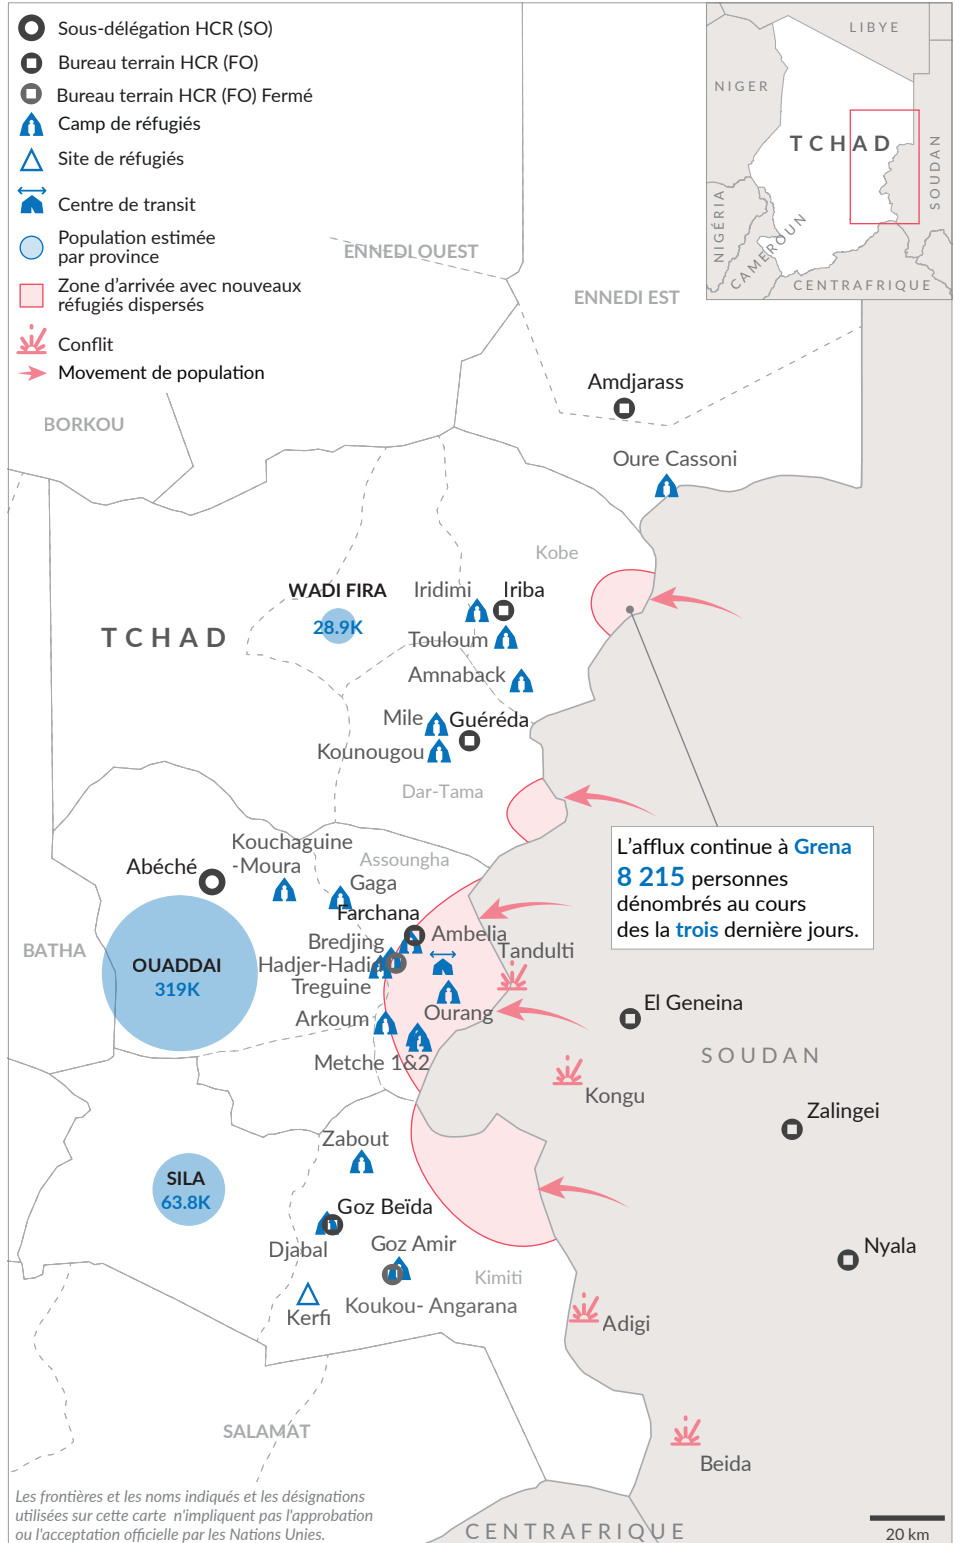 Sous-délégation HCR (SO)
Bureau terrain HCR (FO)
Bureau terrain HCR (FO) Fermé
Camp de réfugiés
Site de réfugiés
Centre de transit
Population estimée
par province
Zone d'arrivée avec nouveaux
réfugiés dispersés
Conflit
Movement de population
LIBYE
NIGER
TCHAD
SOUDAN
NIGÉRIA
CAMEROUN
CENTRAFRIQUE
ENNEDI OUEST
ENNEDI EST
BORKOU
Amdjarass
Oure Cassoni
Kobe
WADI FIRA
28.9K
Iridimi
Iriba
TCHAD
Touloum
Amnaback
Mile
Guéréda
Kounougou
Dar-Tama
L'afflux continue à Grena
8 215 personnes
dénombrés au cours
des la trois dernière jours.
Kouchaguine
-Moura
Assoungha
Abéché
Gaga
Farchana
Ambelia
Bredjing
Tandulti
BATHA
OUADDAI
319K
Hadjer-Hadid
Treguine
Ourang
El Geneina
Arkoum
Metche 1&2
SOUDAN
Kongu
Zalingei
Zabout
SILA
63.8K
Goz Beïda
Djabal
Goz Amir
Nyala
Kimiti
Koukou- Angarana
Kerfi
Adigi
SALAMAT
Beida
Les frontières et les noms indiqués et les désignations
utilisées sur cette carte n'impliquent pas l'approbation
ou l'acceptation officielle par les Nations Unies.
CENTRAFRIQUE
20 km